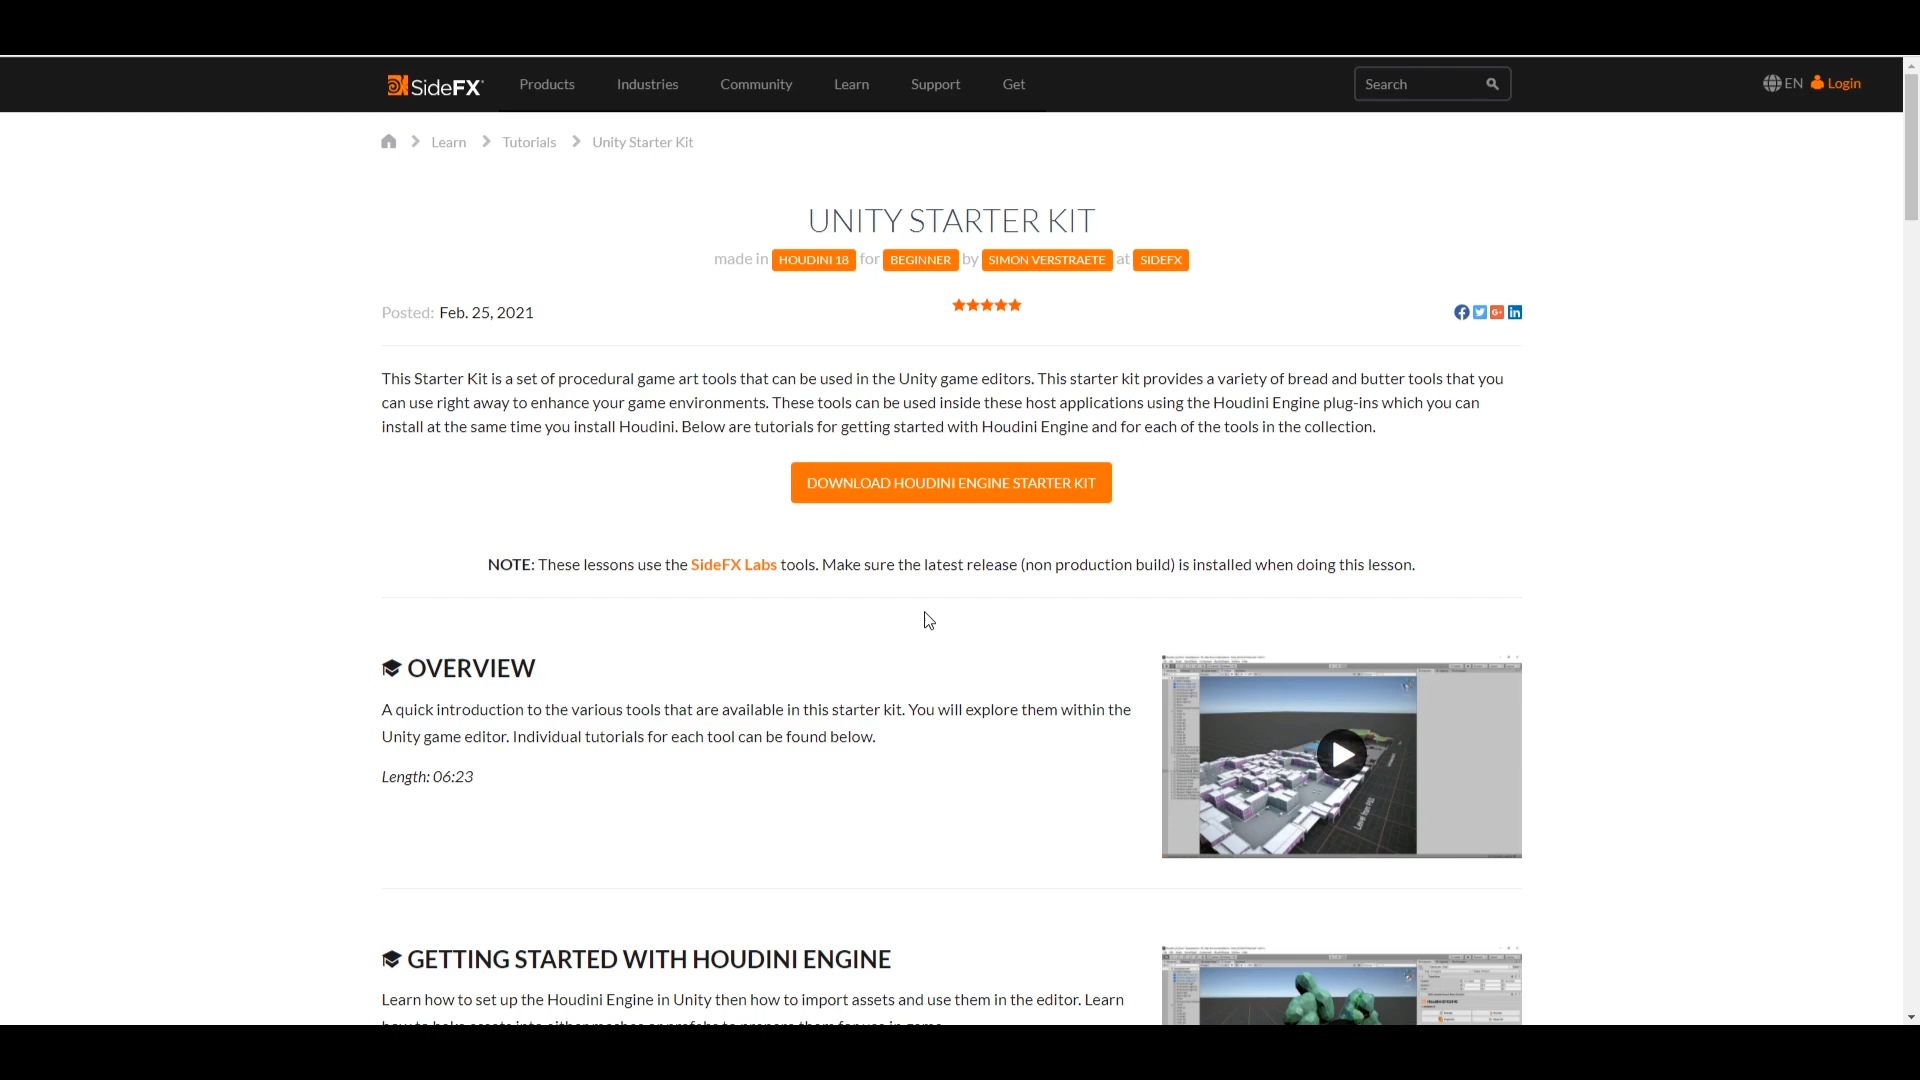 SideFX Products Industries Community Learn Support Get Search EN Login
Learn Tutorials Unity Starter Kit
UNITY STARTER KIT
made in HOUDINI 18 for BEGINNER by SIMON VERSTRAETE at SIDEFX
Posted: Feb. 25, 2021
This Starter Kit is a set of procedural game art tools that can be used in the Unity game editors. This starter kit provides a variety of bread and butter tools that you
can use right away to enhance your game environments. These tools can be used inside these host applications using the Houdini Engine plug-ins which you can
install at the same time you install Houdini. Below are tutorials for getting started with Houdini Engine and for each of the tools in the collection.
DOWNLOAD HOUDINI ENGINE STARTER KIT
NOTE: These lessons use the SideFX Labs tools. Make sure the latest release (non production build) is installed when doing this lesson.
OVERVIEW
A quick introduction to the various tools that are available in this starter kit. You will explore them within the
Unity game editor. Individual tutorials for each tool can be found below.
Length: 06:23
GETTING STARTED WITH HOUDINI ENGINE
Learn how to set up the Houdini Engine in Unity then how to import assets and use them in the editor. Learn